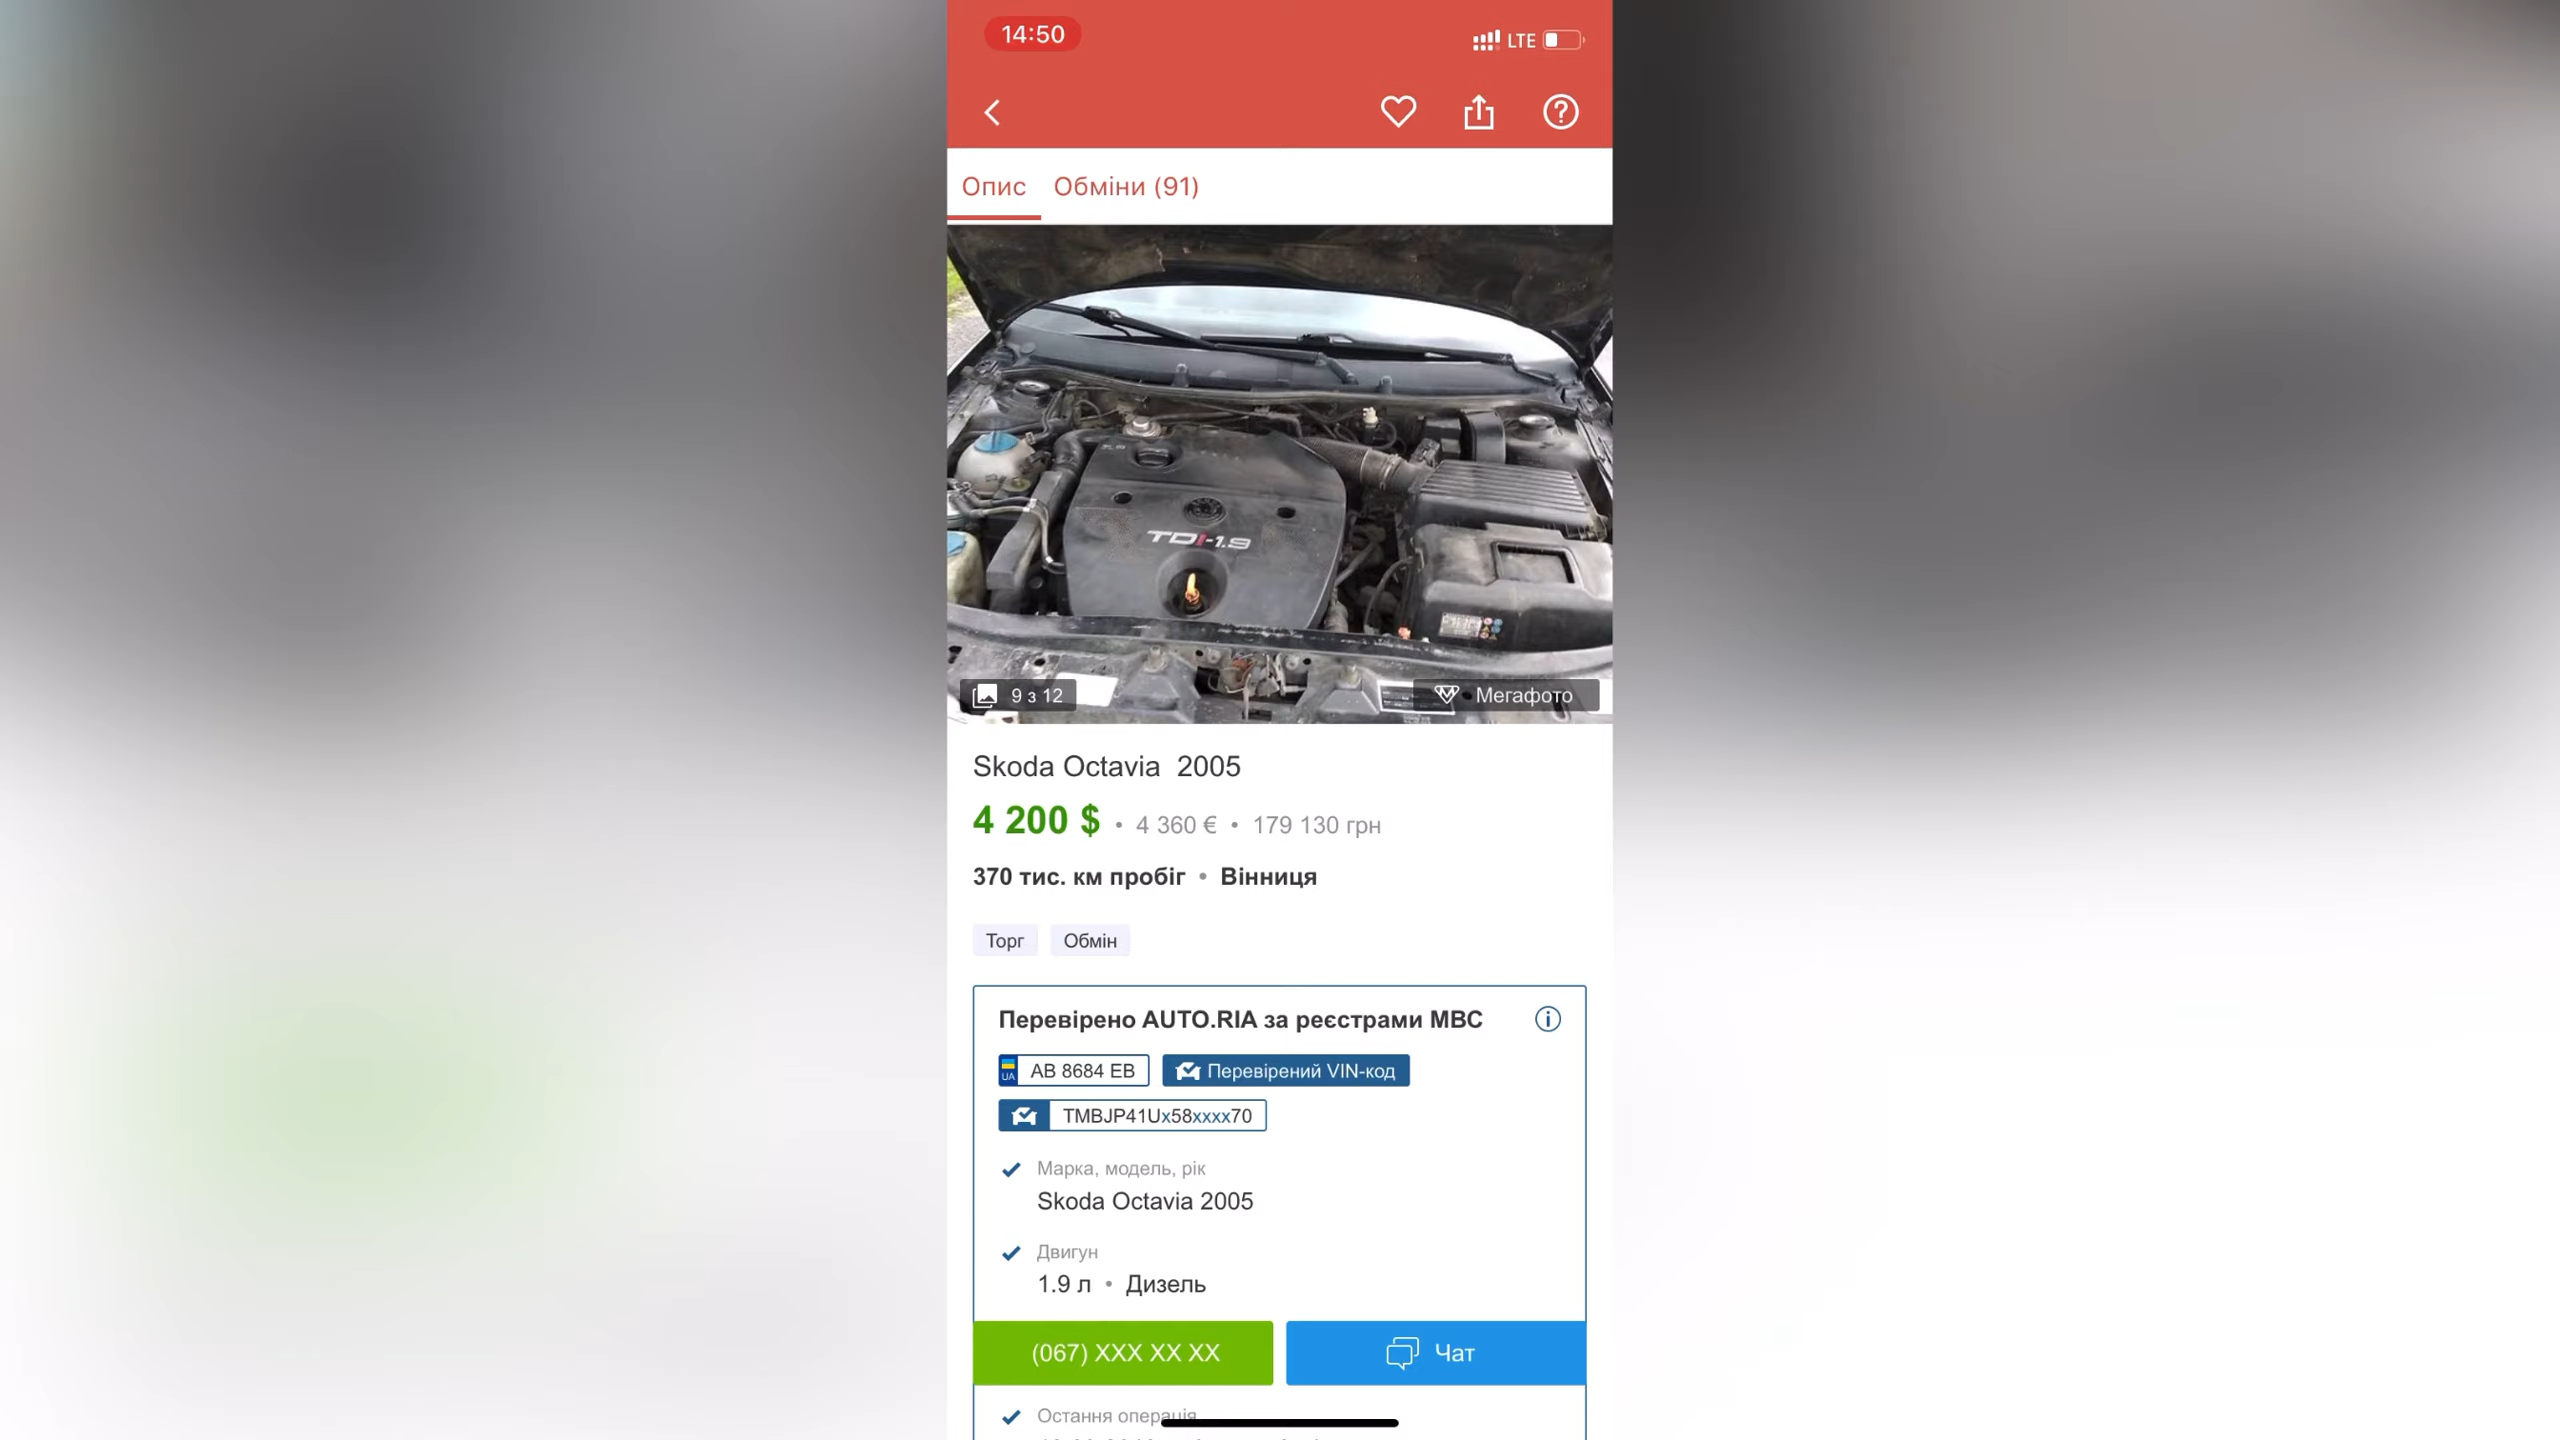 14:50
LTE
Опис Обміни (91)
TDI-1.9
9 з 12
Мегафото
Skoda Octavia 2005
4 200 $ • 4 360 € • 179 130 грн
370 тис. км пробіг • Вінниця
Торг Обмін
Перевірено AUTO.RIA за реєстрами МВС
UA AB 8684 EB Перевірений VIN-код
TMBJP41Ux58xxxx70
Марка, модель, рік
Skoda Octavia 2005
Двигун
1.9 л • Дизель
(067) XXX XX XX Чат
Остання операція